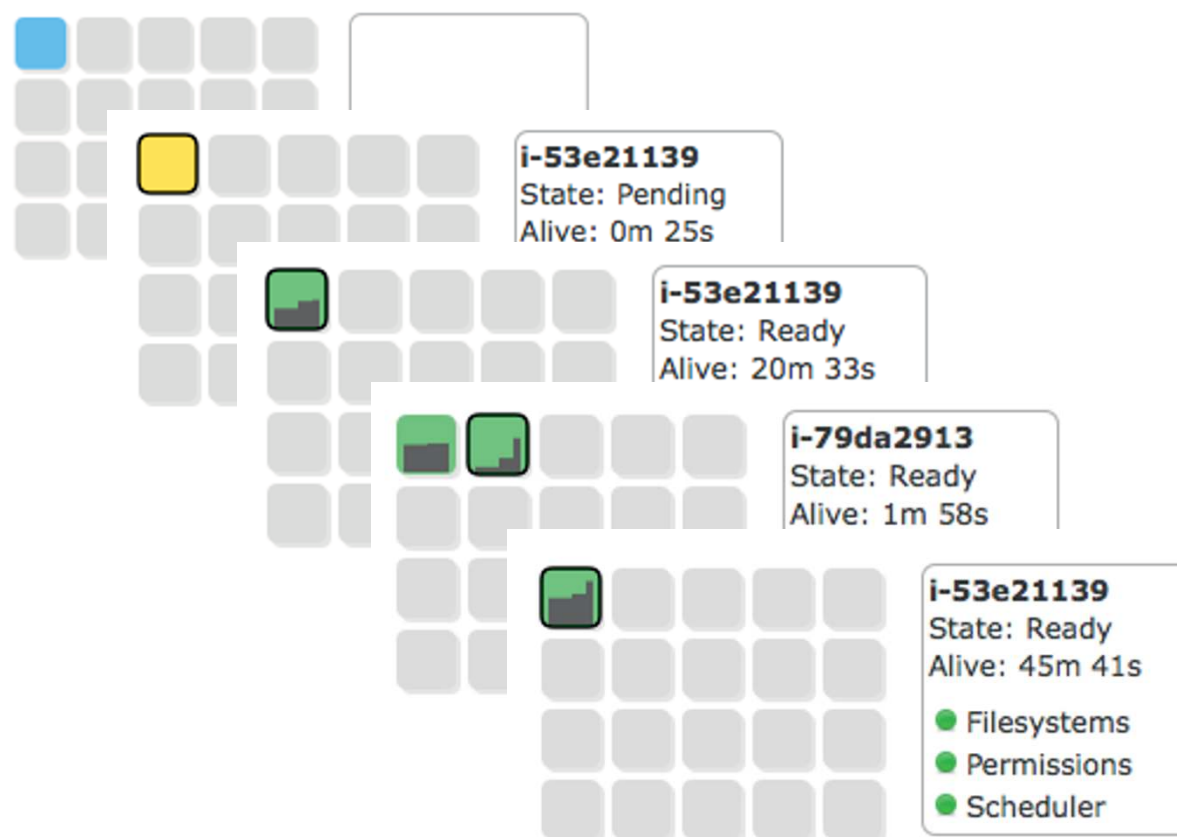 i-53e21139
State: Pending
Alive: 0m 25s
i-53e21139
State: Ready
Alive: 20m 33s
i-79da2913
State: Ready
Alive: 1m 58s
i-53e21139
State: Ready
Alive: 45m 41s
Filesystems
Permissions
Scheduler